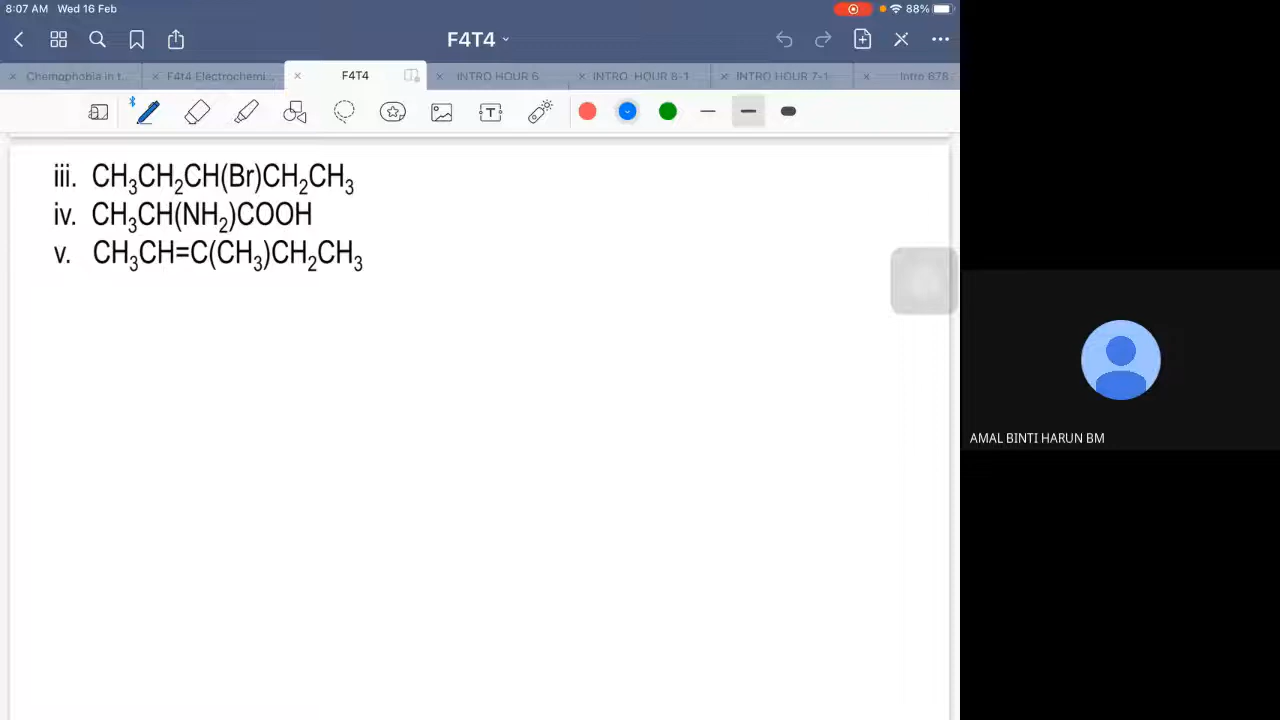 8:07 AM Wed 16 Feb 88%
F4T4
Chemophobia in t... F4t4 Electrochemi... F4T4 INTRO HOUR 6 INTRO HOUR 8-1 INTRO HOUR 7-1 Intro 678
T
iii. CH₃CH₂CH(Br)CH₂CH₃
iv. CH₃CH(NH₂)COOH
v. CH₃CH=C(CH₃)CH₂CH₃
AMAL BINTI HARUN BM